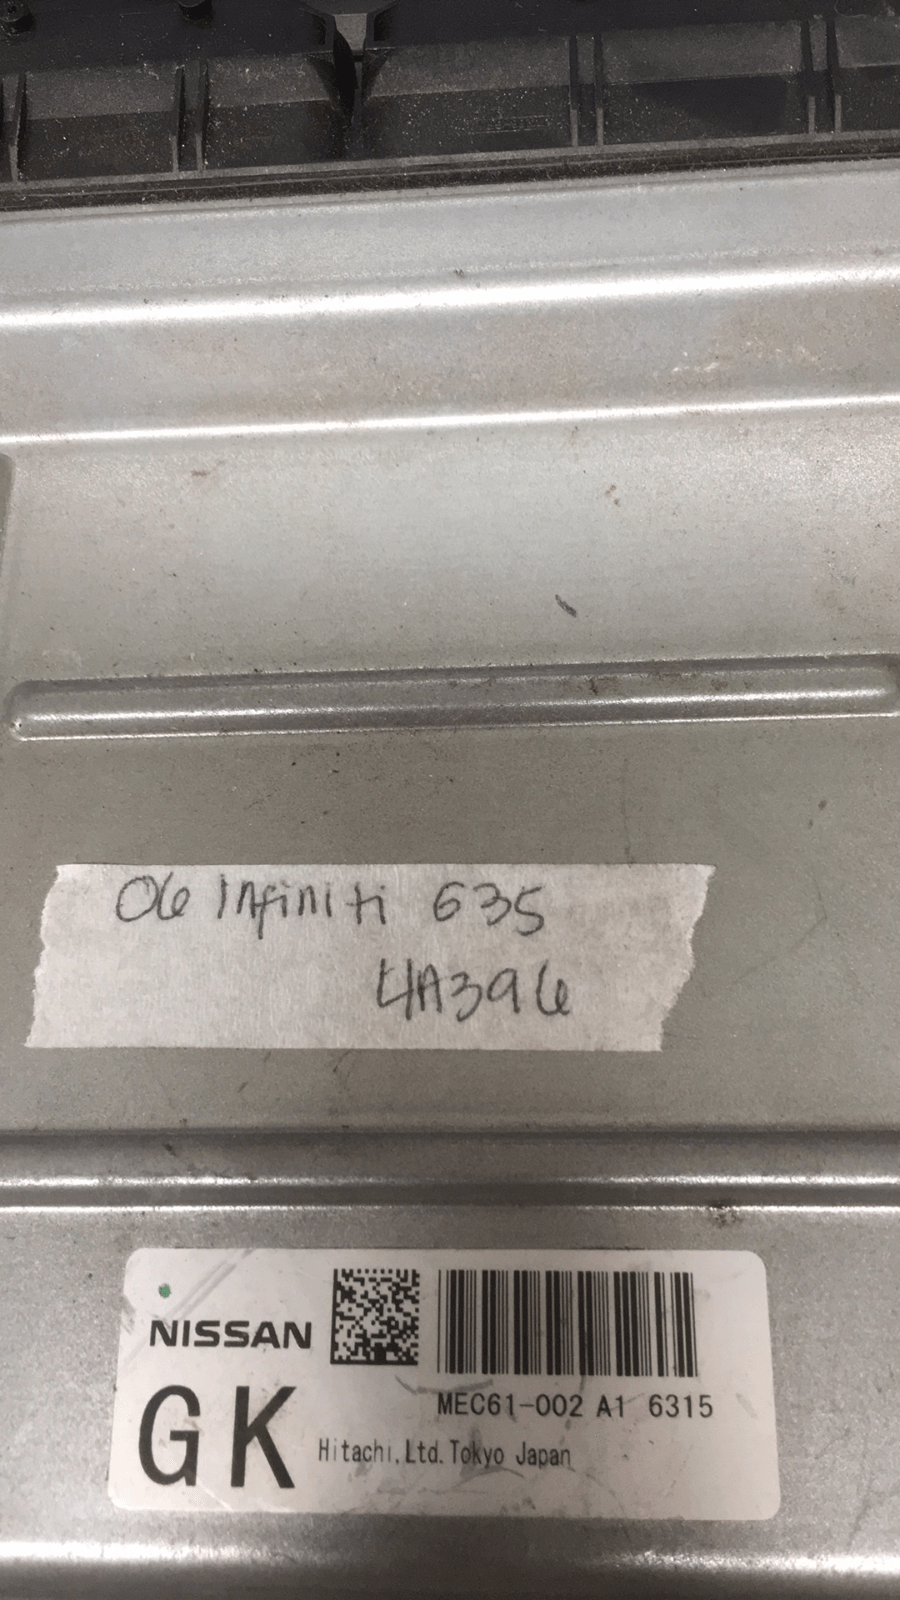 06 Infiniti G35
4A396
NISSAN
GK
MEC61-002 A1 6315
Hitachi,Ltd.Tokyo Japan